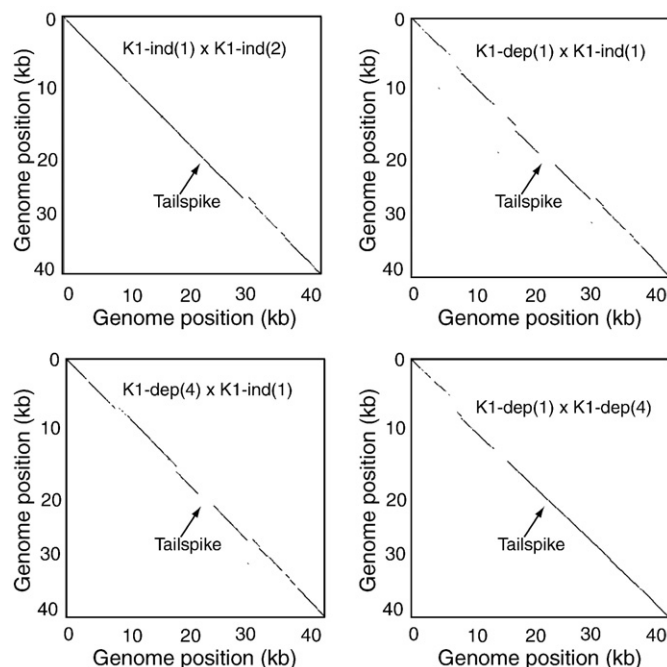 0
10
20
30
40
Genome position (kb)
K1-ind(1) x K1-ind(2)
Tailspike
0 10 20 30 40
Genome position (kb)
0
10
20
30
40
Genome position (kb)
K1-dep(1) x K1-ind(1)
Tailspike
0 10 20 30 40
Genome position (kb)
0
10
20
30
40
Genome position (kb)
K1-dep(4) x K1-ind(1)
Tailspike
0 10 20 30 40
Genome position (kb)
0
10
20
30
40
Genome position (kb)
K1-dep(1) x K1-dep(4)
Tailspike
0 10 20 30 40
Genome position (kb)